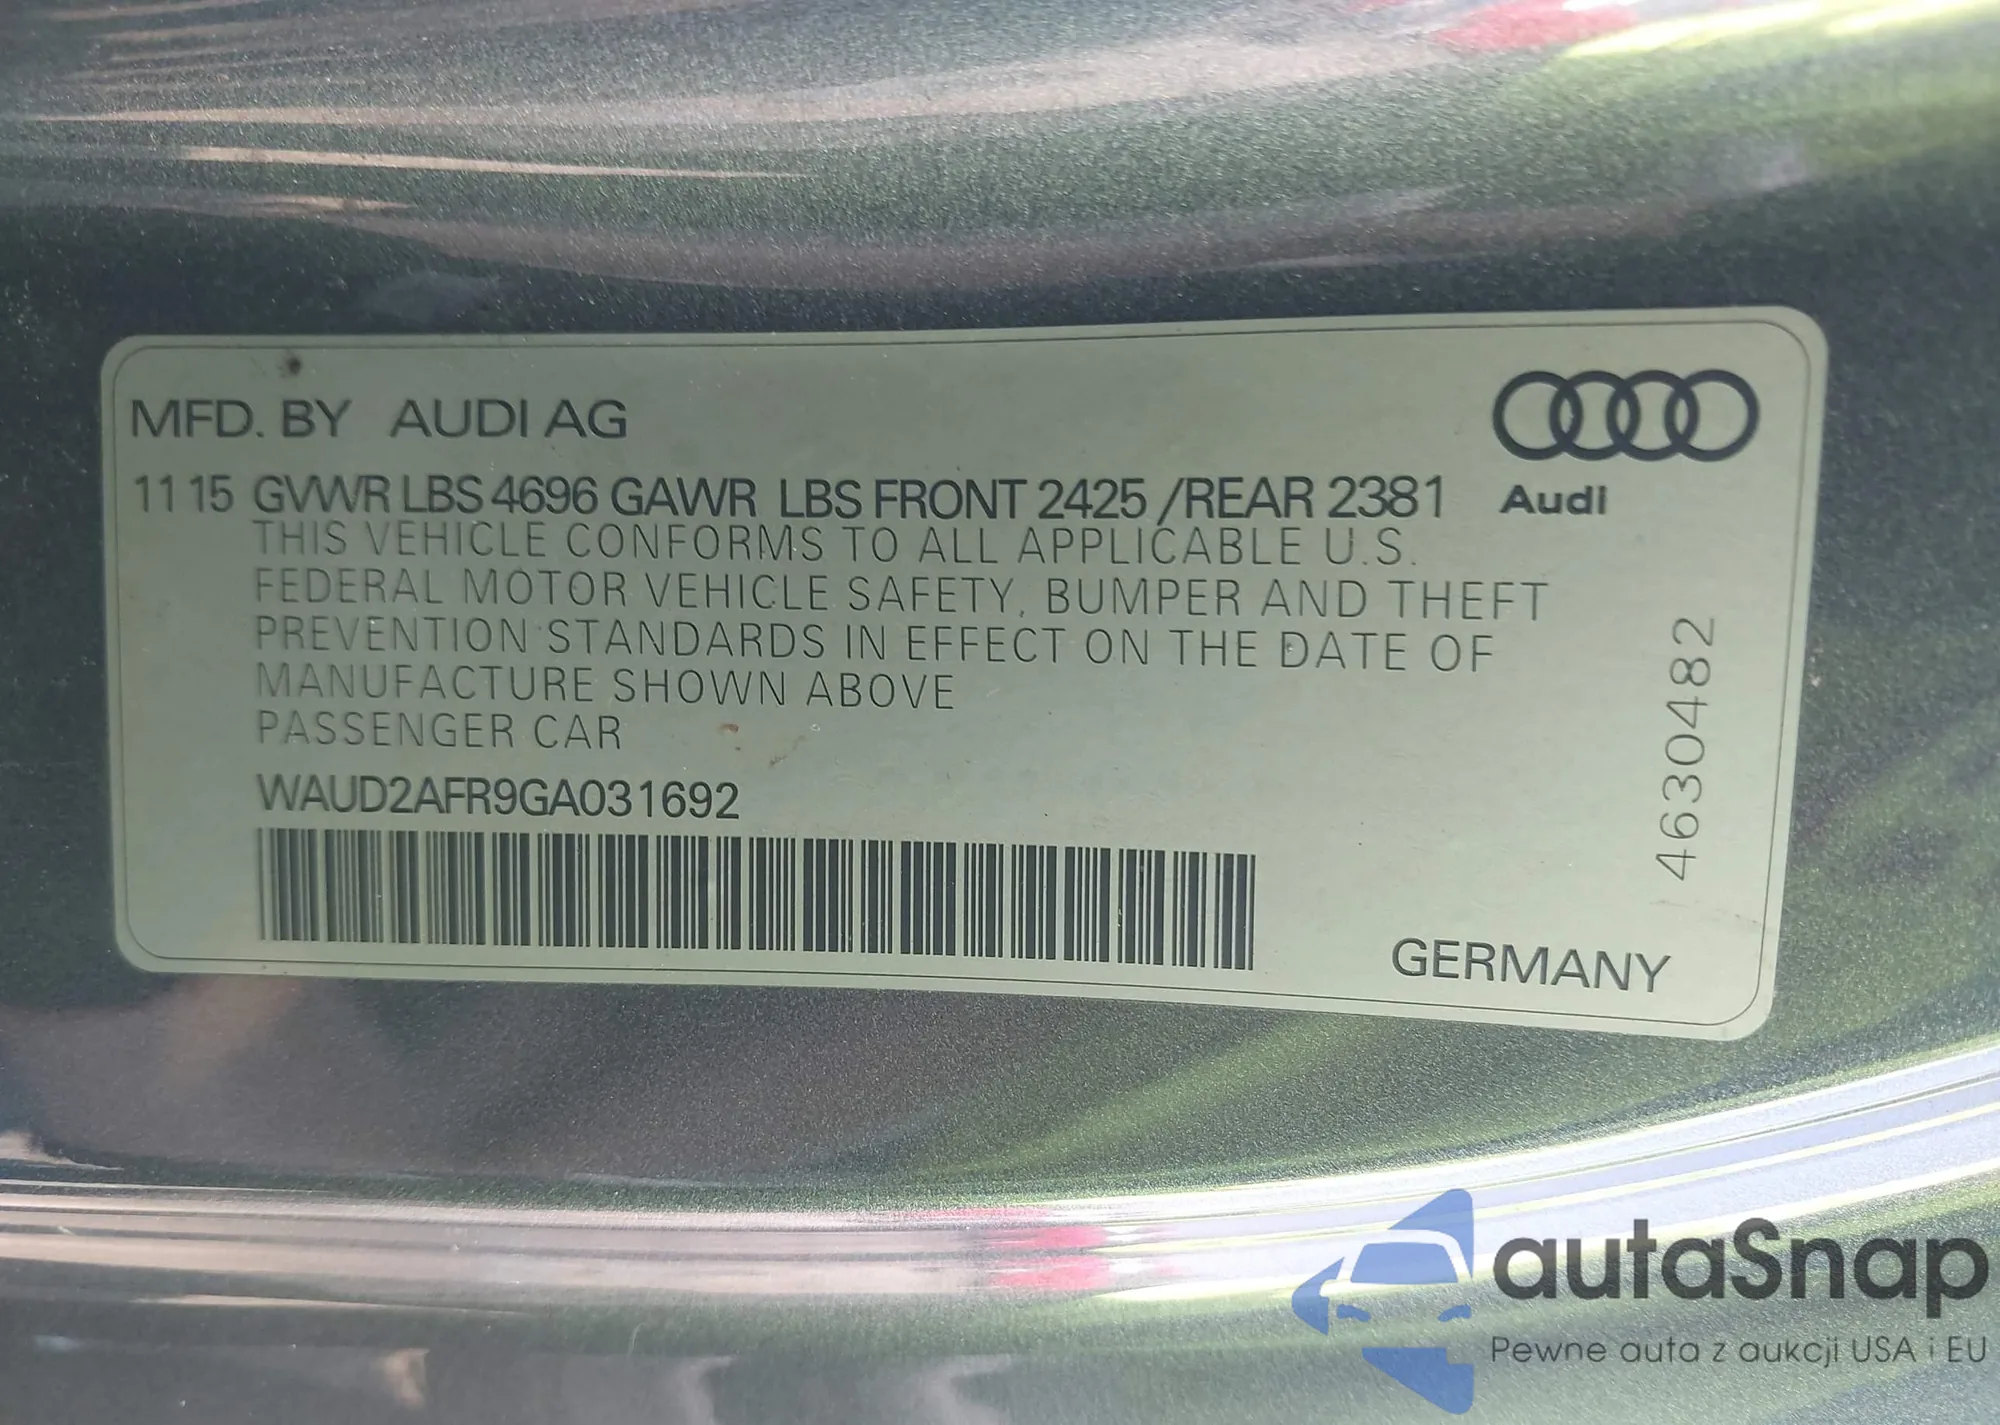 MFD. BY AUDI AG
11 15 GVWR LBS 4696 GAWR LBS FRONT 2425 /REAR 2381
Audi
THIS VEHICLE CONFORMS TO ALL APPLICABLE U.S.
FEDERAL MOTOR VEHICLE SAFETY, BUMPER AND THEFT
PREVENTION STANDARDS IN EFFECT ON THE DATE OF
MANUFACTURE SHOWN ABOVE
PASSENGER CAR
WAUD2AFR9GA031692
4630482
GERMANY
autaSnap
Pewne auta z aukcji USA i EU